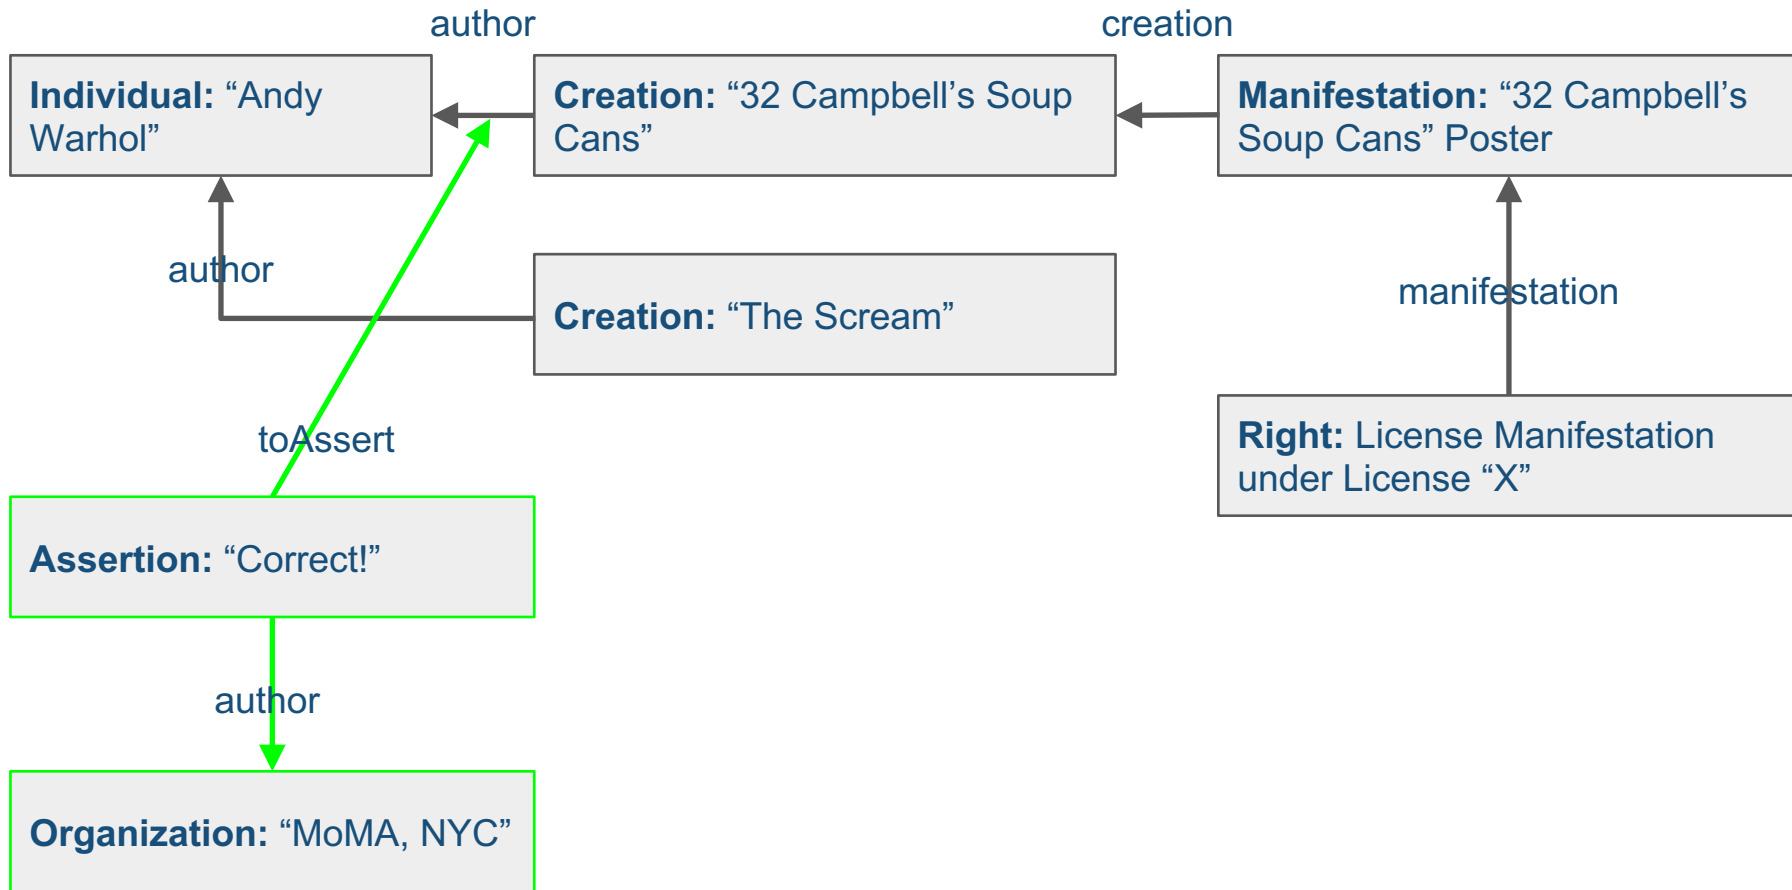 author
creation
Individual: “Andy
Warhol”
Creation: “32 Campbell’s Soup
Cans”
Manifestation: “32 Campbell’s
Soup Cans” Poster
author
Creation: “The Scream”
manifestation
toAssert
Right: License Manifestation
under License “X”
Assertion: “Correct!”
author
Organization: “MoMA, NYC”